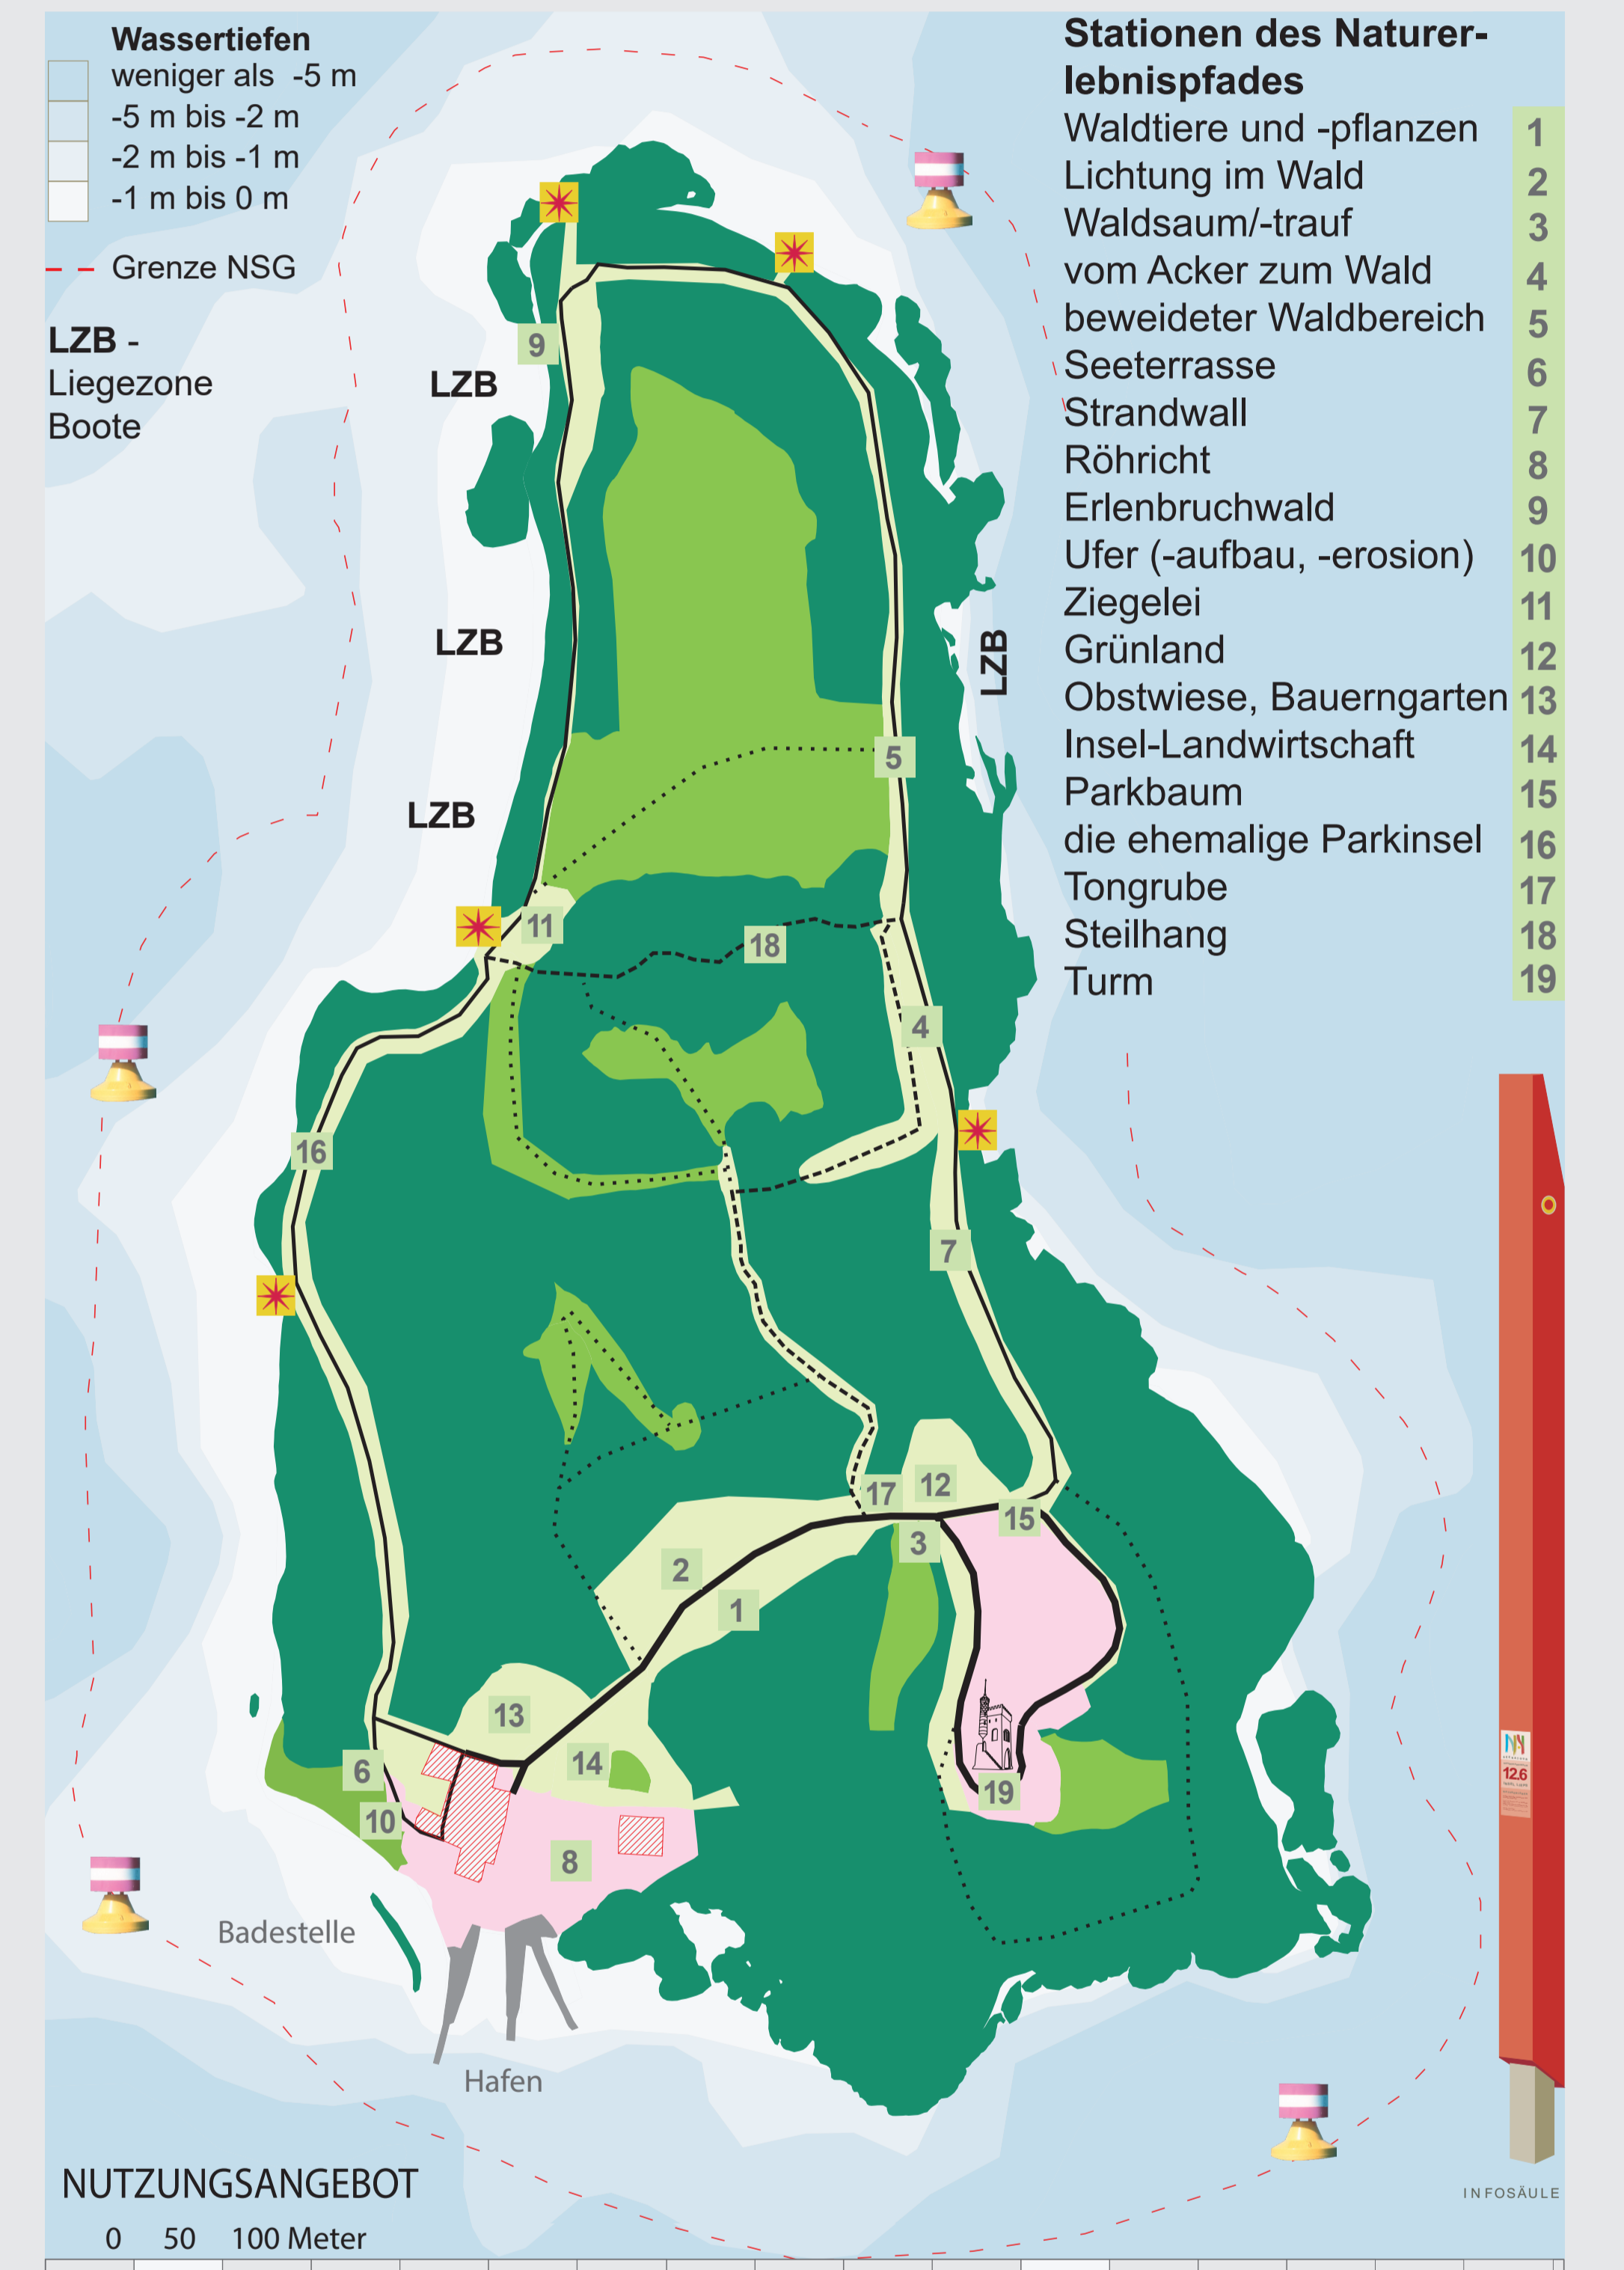 Wassertiefen
weniger als -5 m
-5 m bis -2 m
-2 m bis -1 m
-1 m bis 0 m
Grenze NSG
LZB -
Liegezone
Boote
Stationen des Naturer-
lebnispfades
Waldtiere und -pflanzen 1
Lichtung im Wald 2
Waldsaum/-trauf 3
vom Acker zum Wald 4
beweideter Waldbereich 5
Seeterrasse 6
Strandwall 7
Röhricht 8
Erlenbruchwald 9
Ufer (-aufbau, -erosion) 10
Ziegelei 11
Grünland 12
Obstwiese, Bauerngarten 13
Insel-Landwirtschaft 14
Parkbaum 15
die ehemalige Parkinsel 16
Tongrube 17
Steilhang 18
Turm 19
9
LZB
LZB
LZB
LZB
5
11
18
4
16
7
17
12
15
3
2
1
13
6
14
10
19
8
Badestelle
Hafen
12.6
INFOSÄULE
NUTZUNGSANGEBOT
0 50 100 Meter